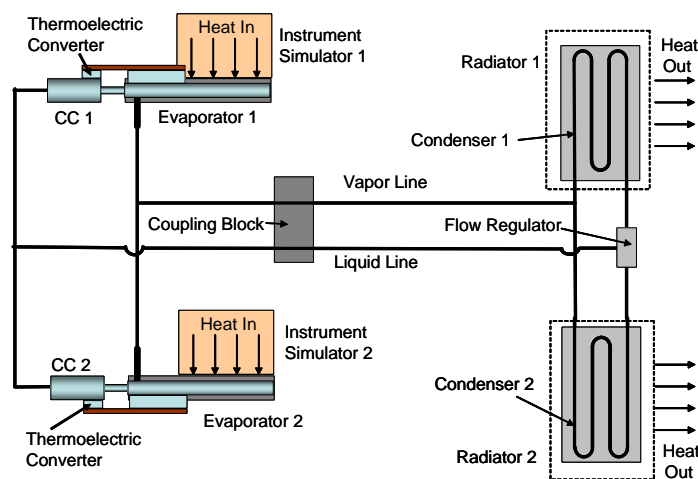 Thermoelectric
Converter
Heat In
Instrument
Simulator 1
CC 1
Evaporator 1
Radiator 1
Heat
Out
Condenser 1
Vapor Line
Coupling Block
Flow Regulator
Liquid Line
Heat In
Instrument
Simulator 2
CC 2
Condenser 2
Evaporator 2
Thermoelectric
Converter
Radiator 2
Heat
Out